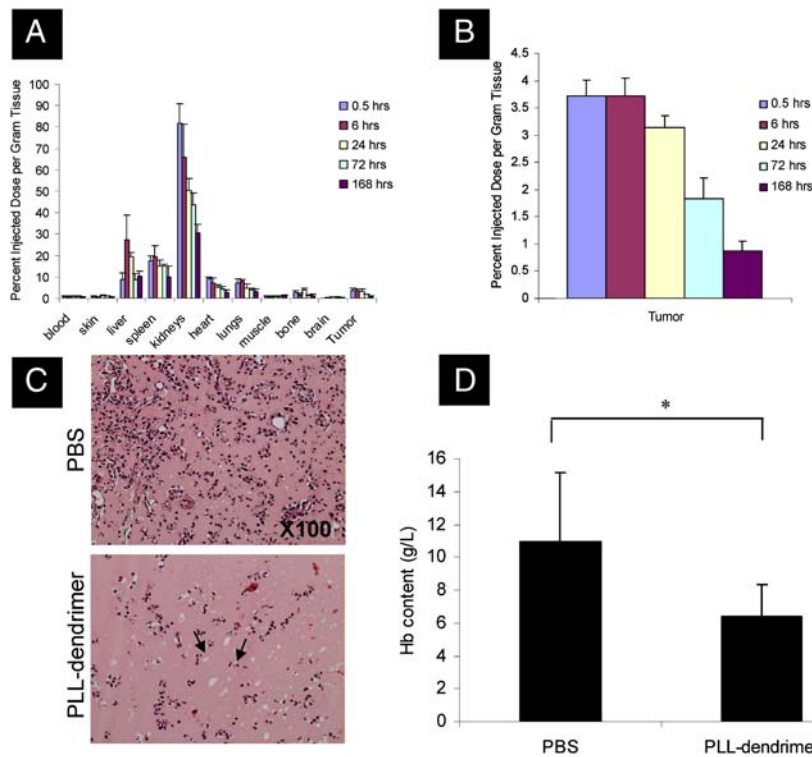 A
Percent Injected Dose per Gram Tissue
100
90
80
70
60
50
40
30
20
10
0
blood
skin
liver
spleen
kidneys
heart
lungs
muscle
bone
brain
Tumor
0.5 hrs
6 hrs
24 hrs
72 hrs
168 hrs
B
Percent Injected Dose per Gram Tissue
4.5
4
3.5
3
2.5
2
1.5
1
0.5
0
Tumor
0.5 hrs
6 hrs
24 hrs
72 hrs
168 hrs
C
PBS
X100
PLL-dendrimer
D
*
Hb content (g/L)
16
14
12
10
8
6
4
2
0
PBS
PLL-dendrime